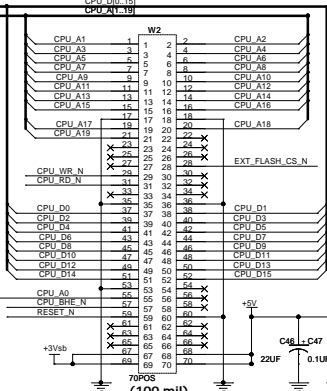 CPU_D[0..15]
CPU_A[1..19]
W2
CPU_A1 1 1 2 2 CPU_A2
CPU_A3 3 3 4 4 CPU_A4
CPU_A5 5 5 6 6 CPU_A6
CPU_A7 7 7 8 8 CPU_A8
CPU_A9 9 9 10 10 CPU_A10
CPU_A11 11 11 12 12 CPU_A12
CPU_A13 13 13 14 14 CPU_A14
CPU_A15 15 15 16 16 CPU_A16
17 17 18 18
CPU_A17 19 19 20 20 CPU_A18
CPU_A19 21 21 22 22
23 23 24 24
25 25 26 26
27 27 28 28 EXT_FLASH_CS_N
CPU_WR_N 29 29 30 30
CPU_RD_N 31 31 32 32
33 33 34 34
35 35 36 36
CPU_D0 37 37 38 38 CPU_D1
CPU_D2 39 39 40 40 CPU_D3
CPU_D4 41 41 42 42 CPU_D5
CPU_D6 43 43 44 44 CPU_D7
CPU_D8 45 45 46 46 CPU_D9
CPU_D10 47 47 48 48 CPU_D11
CPU_D12 49 49 50 50 CPU_D13
CPU_D14 51 51 52 52 CPU_D15
53 53 54 54
CPU_A0 55 55 56 56
CPU_BHE_N 57 57 58 58
RESET_N 59 59 60 60
+5V
61 61 62 62
63 63 64 64
65 65 66 66
+3Vsb 67 67 68 68
69 69 70 70
C46 + C47
22UF 0.1UF
70POS
(100 mil)